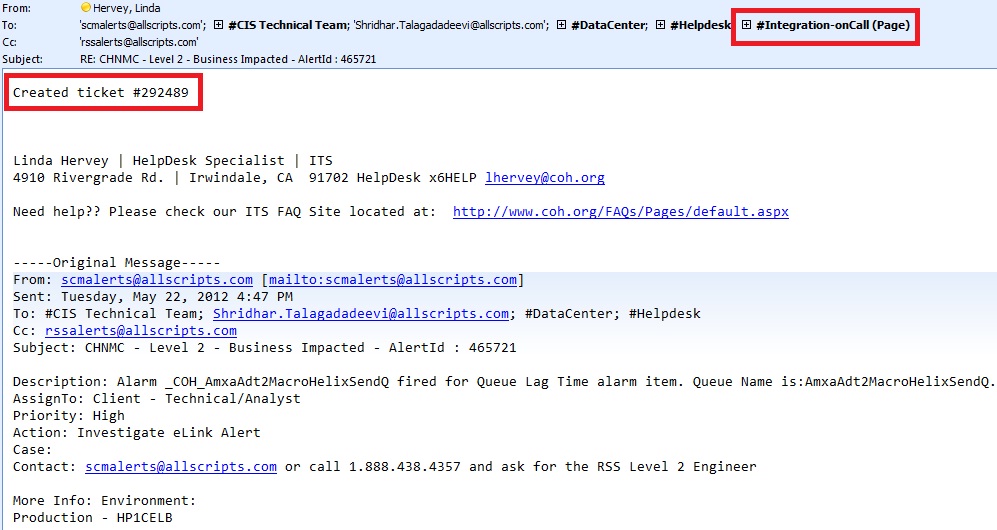 From: Hervey, Linda
To: 'scmalerts@allscripts.com'; #CIS Technical Team; 'Shridhar.Talagadadeevi@allscripts.com; #DataCenter; #Helpdesk #Integration-onCall (Page)
Cc: 'rssalerts@allscripts.com'
Subject: RE: CHNMC - Level 2 - Business Impacted - AlertId : 465721
Created ticket #292489
Linda Hervey | HelpDesk Specialist | ITS
4910 Rivergrade Rd. | Irwindale, CA  91702 HelpDesk x6HELP lhervey@coh.org
Need help?? Please check our ITS FAQ Site located at:  http://www.coh.org/FAQs/Pages/default.aspx
-----Original Message-----
From: scmalerts@allscripts.com [mailto:scmalerts@allscripts.com]
Sent: Tuesday, May 22, 2012 4:47 PM
To: #CIS Technical Team; Shridhar.Talagadadeevi@allscripts.com; #DataCenter; #Helpdesk
Cc: rssalerts@allscripts.com
Subject: CHNMC - Level 2 - Business Impacted - AlertId : 465721
Description: Alarm _COH_AmxaAdt2MacroHelixSendQ fired for Queue Lag Time alarm item. Queue Name is:AmxaAdt2MacroHelixSendQ.
AssignTo: Client - Technical/Analyst
Priority: High
Action: Investigate eLink Alert
Case:
Contact: scmalerts@allscripts.com or call 1.888.438.4357 and ask for the RSS Level 2 Engineer
More Info: Environment:
Production - HP1CELB